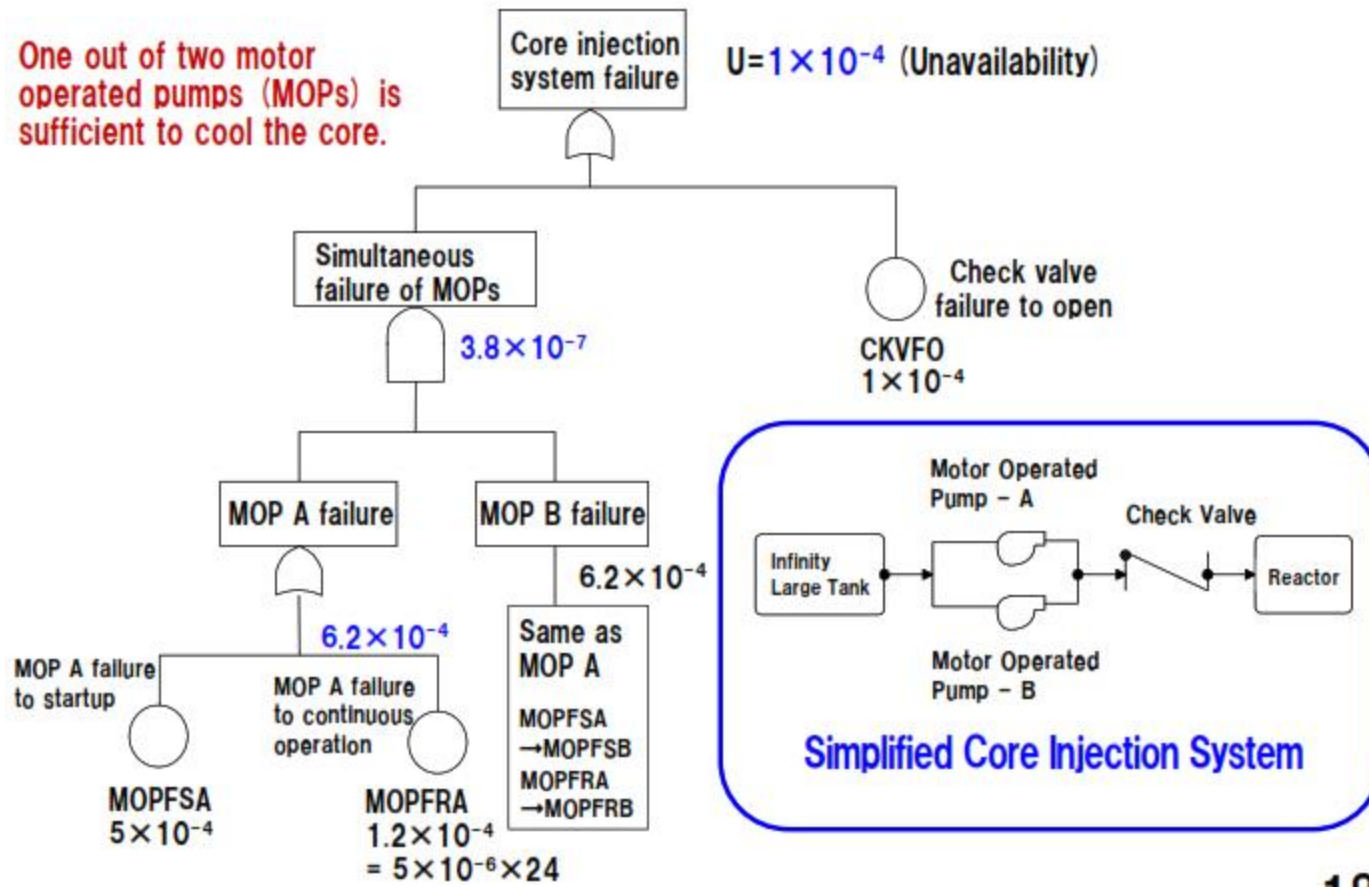 One out of two motor
operated pumps (MOPs) is
sufficient to cool the core.
Core injection
system failure
U=1×10⁻⁴ (Unavailability)
Simultaneous
failure of MOPs
3.8×10⁻⁷
Check valve
failure to open
CKVFO
1×10⁻⁴
MOP A failure
MOP B failure
6.2×10⁻⁴
6.2×10⁻⁴
MOP A failure
to startup
MOPFSA
5×10⁻⁴
MOP A failure
to continuous
operation
MOPFRA
1.2×10⁻⁴
= 5×10⁻⁶×24
Same as
MOP A
MOPFSA
→MOPFSB
MOPFRA
→MOPFRB
Motor Operated
Pump - A
Check Valve
Infinity
Large Tank
Reactor
Motor Operated
Pump - B
Simplified Core Injection System